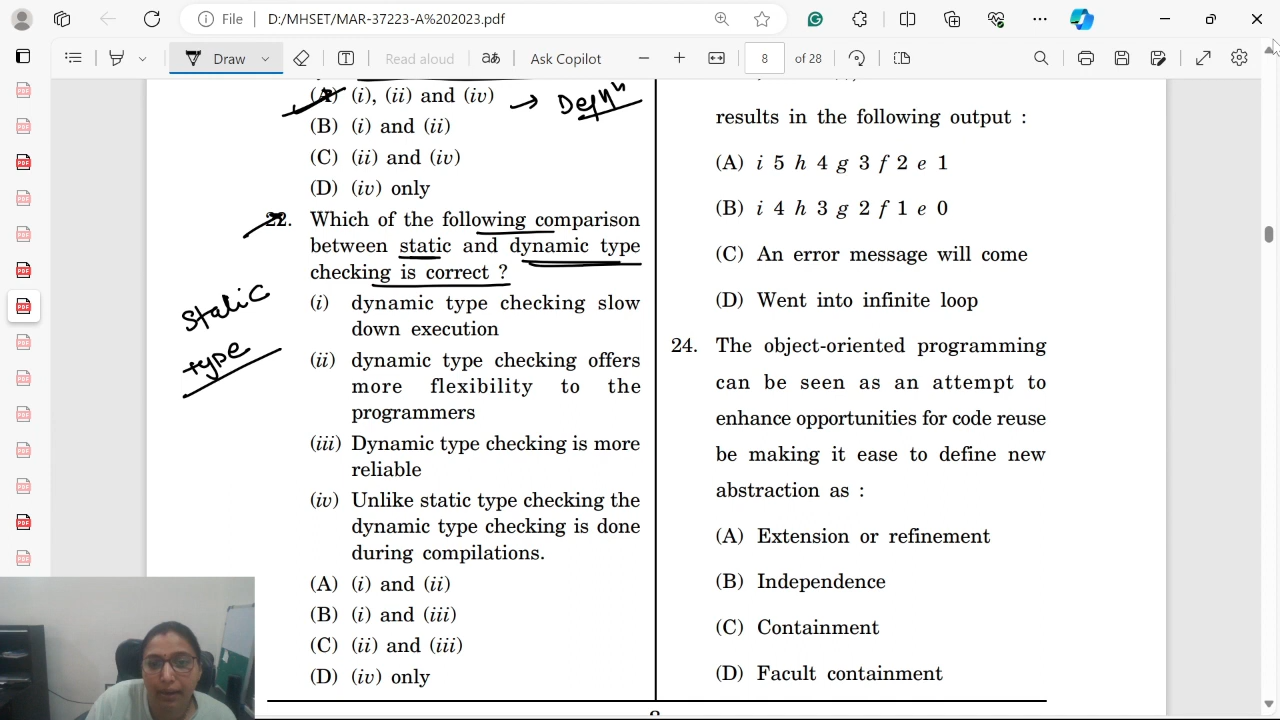 File
D:/MHSET/MAR-37223-A%202023.pdf
Draw
Read aloud
aあ
Ask Copilot
8
of 28
(A) (i), (ii) and (iv)
→ Defn
(B) (i) and (ii)
(C) (ii) and (iv)
(D) (iv) only
22. Which of the following comparison
between static and dynamic type
checking is correct ?
static
type
(i) dynamic type checking slow
down execution
(ii) dynamic type checking offers
more flexibility to the
programmers
(iii) Dynamic type checking is more
reliable
(iv) Unlike static type checking the
dynamic type checking is done
during compilations.
(A) (i) and (ii)
(B) (i) and (iii)
(C) (ii) and (iii)
(D) (iv) only
results in the following output :
(A) i 5 h 4 g 3 f 2 e 1
(B) i 4 h 3 g 2 f 1 e 0
(C) An error message will come
(D) Went into infinite loop
24. The object-oriented programming
can be seen as an attempt to
enhance opportunities for code reuse
be making it ease to define new
abstraction as :
(A) Extension or refinement
(B) Independence
(C) Containment
(D) Facult containment